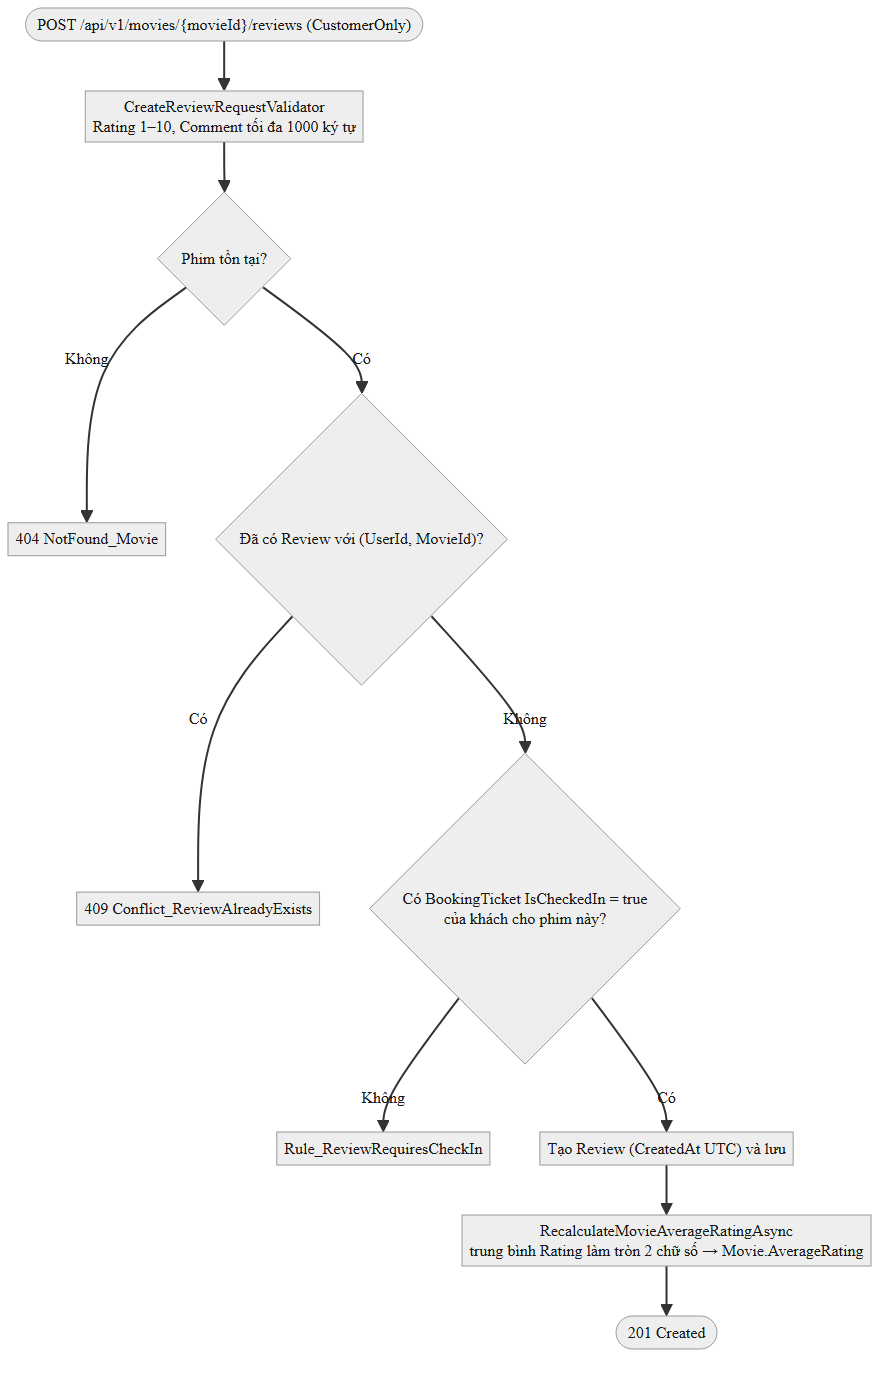 POST /api/v1/movies/{movieId}/reviews (CustomerOnly)
CreateReviewRequestValidator
Rating 1–10, Comment tối đa 1000 ký tự
Phim tồn tại?
Không
Có
404 NotFound_Movie
Đã có Review với (UserId, MovieId)?
Có
Không
409 Conflict_ReviewAlreadyExists
Có BookingTicket IsCheckedIn = true
của khách cho phim này?
Không
Có
Rule_ReviewRequiresCheckIn
Tạo Review (CreatedAt UTC) và lưu
RecalculateMovieAverageRatingAsync
trung bình Rating làm tròn 2 chữ số → Movie.AverageRating
201 Created